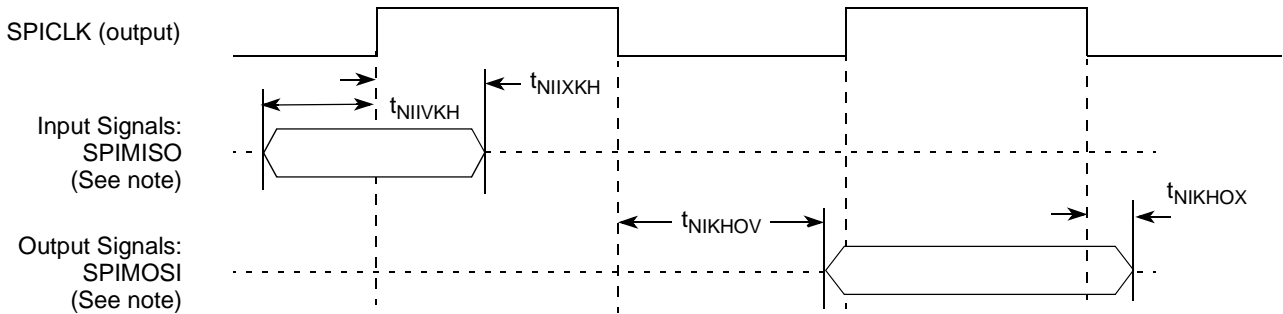 SPICLK (output)
tNIIXKH
tNIIVKH
Input Signals:
SPIMISO
(See note)
tNIKHOX
tNIKHOV
Output Signals:
SPIMOSI
(See note)